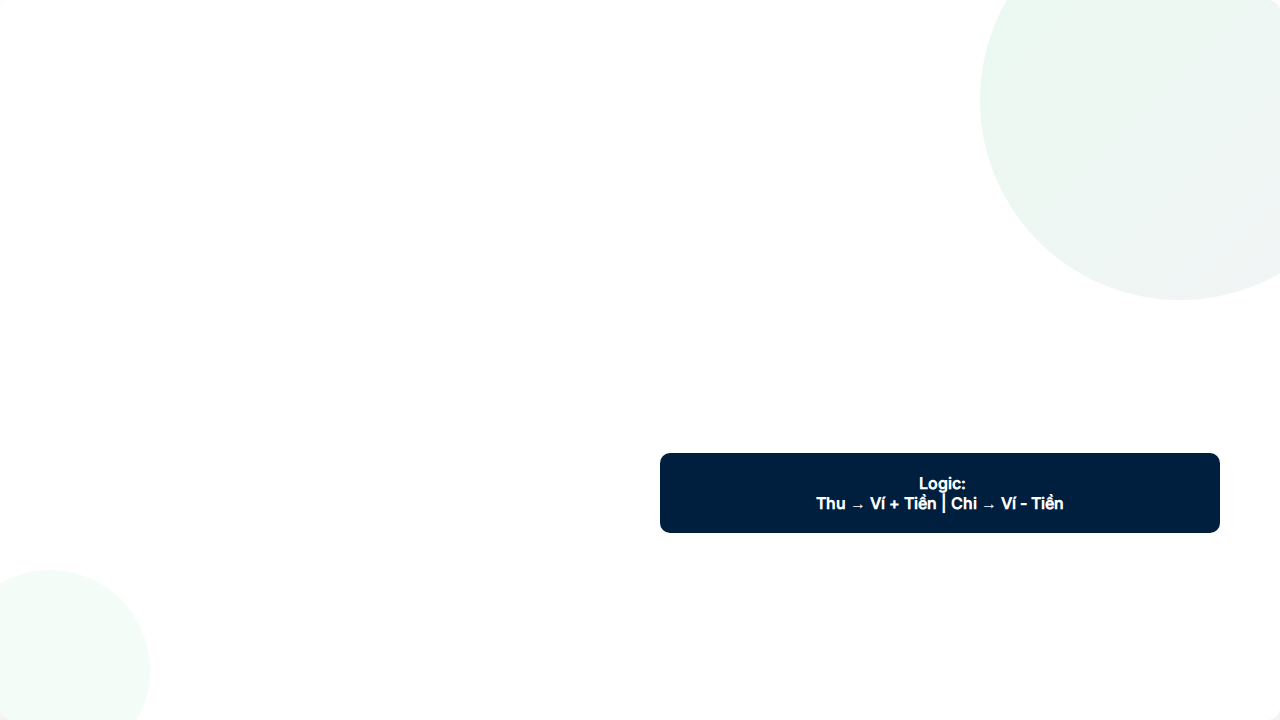 Logic:
Thu → Ví + Tiền | Chi → Ví - Tiền